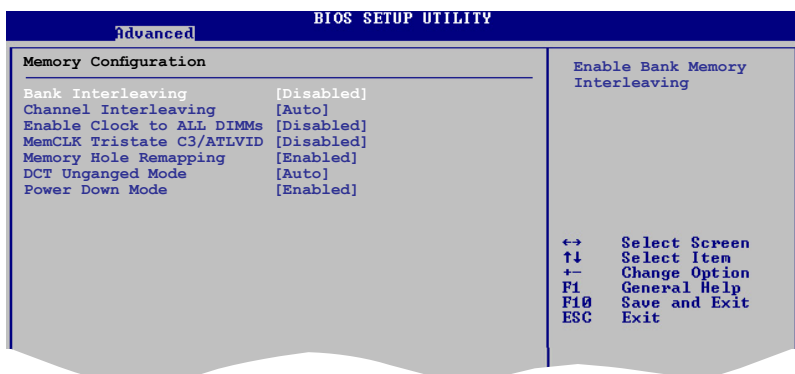 BIOS SETUP UTILITY
Advanced
Memory Configuration
Bank Interleaving [Disabled]
Channel Interleaving [Auto]
Enable Clock to ALL DIMMs [Disabled]
MemCLK Tristate C3/ATLVID [Disabled]
Memory Hole Remapping [Enabled]
DCT Unganged Mode [Auto]
Power Down Mode [Enabled]
Enable Bank Memory
Interleaving
←→ Select Screen
↑↓ Select Item
+- Change Option
F1 General Help
F10 Save and Exit
ESC Exit